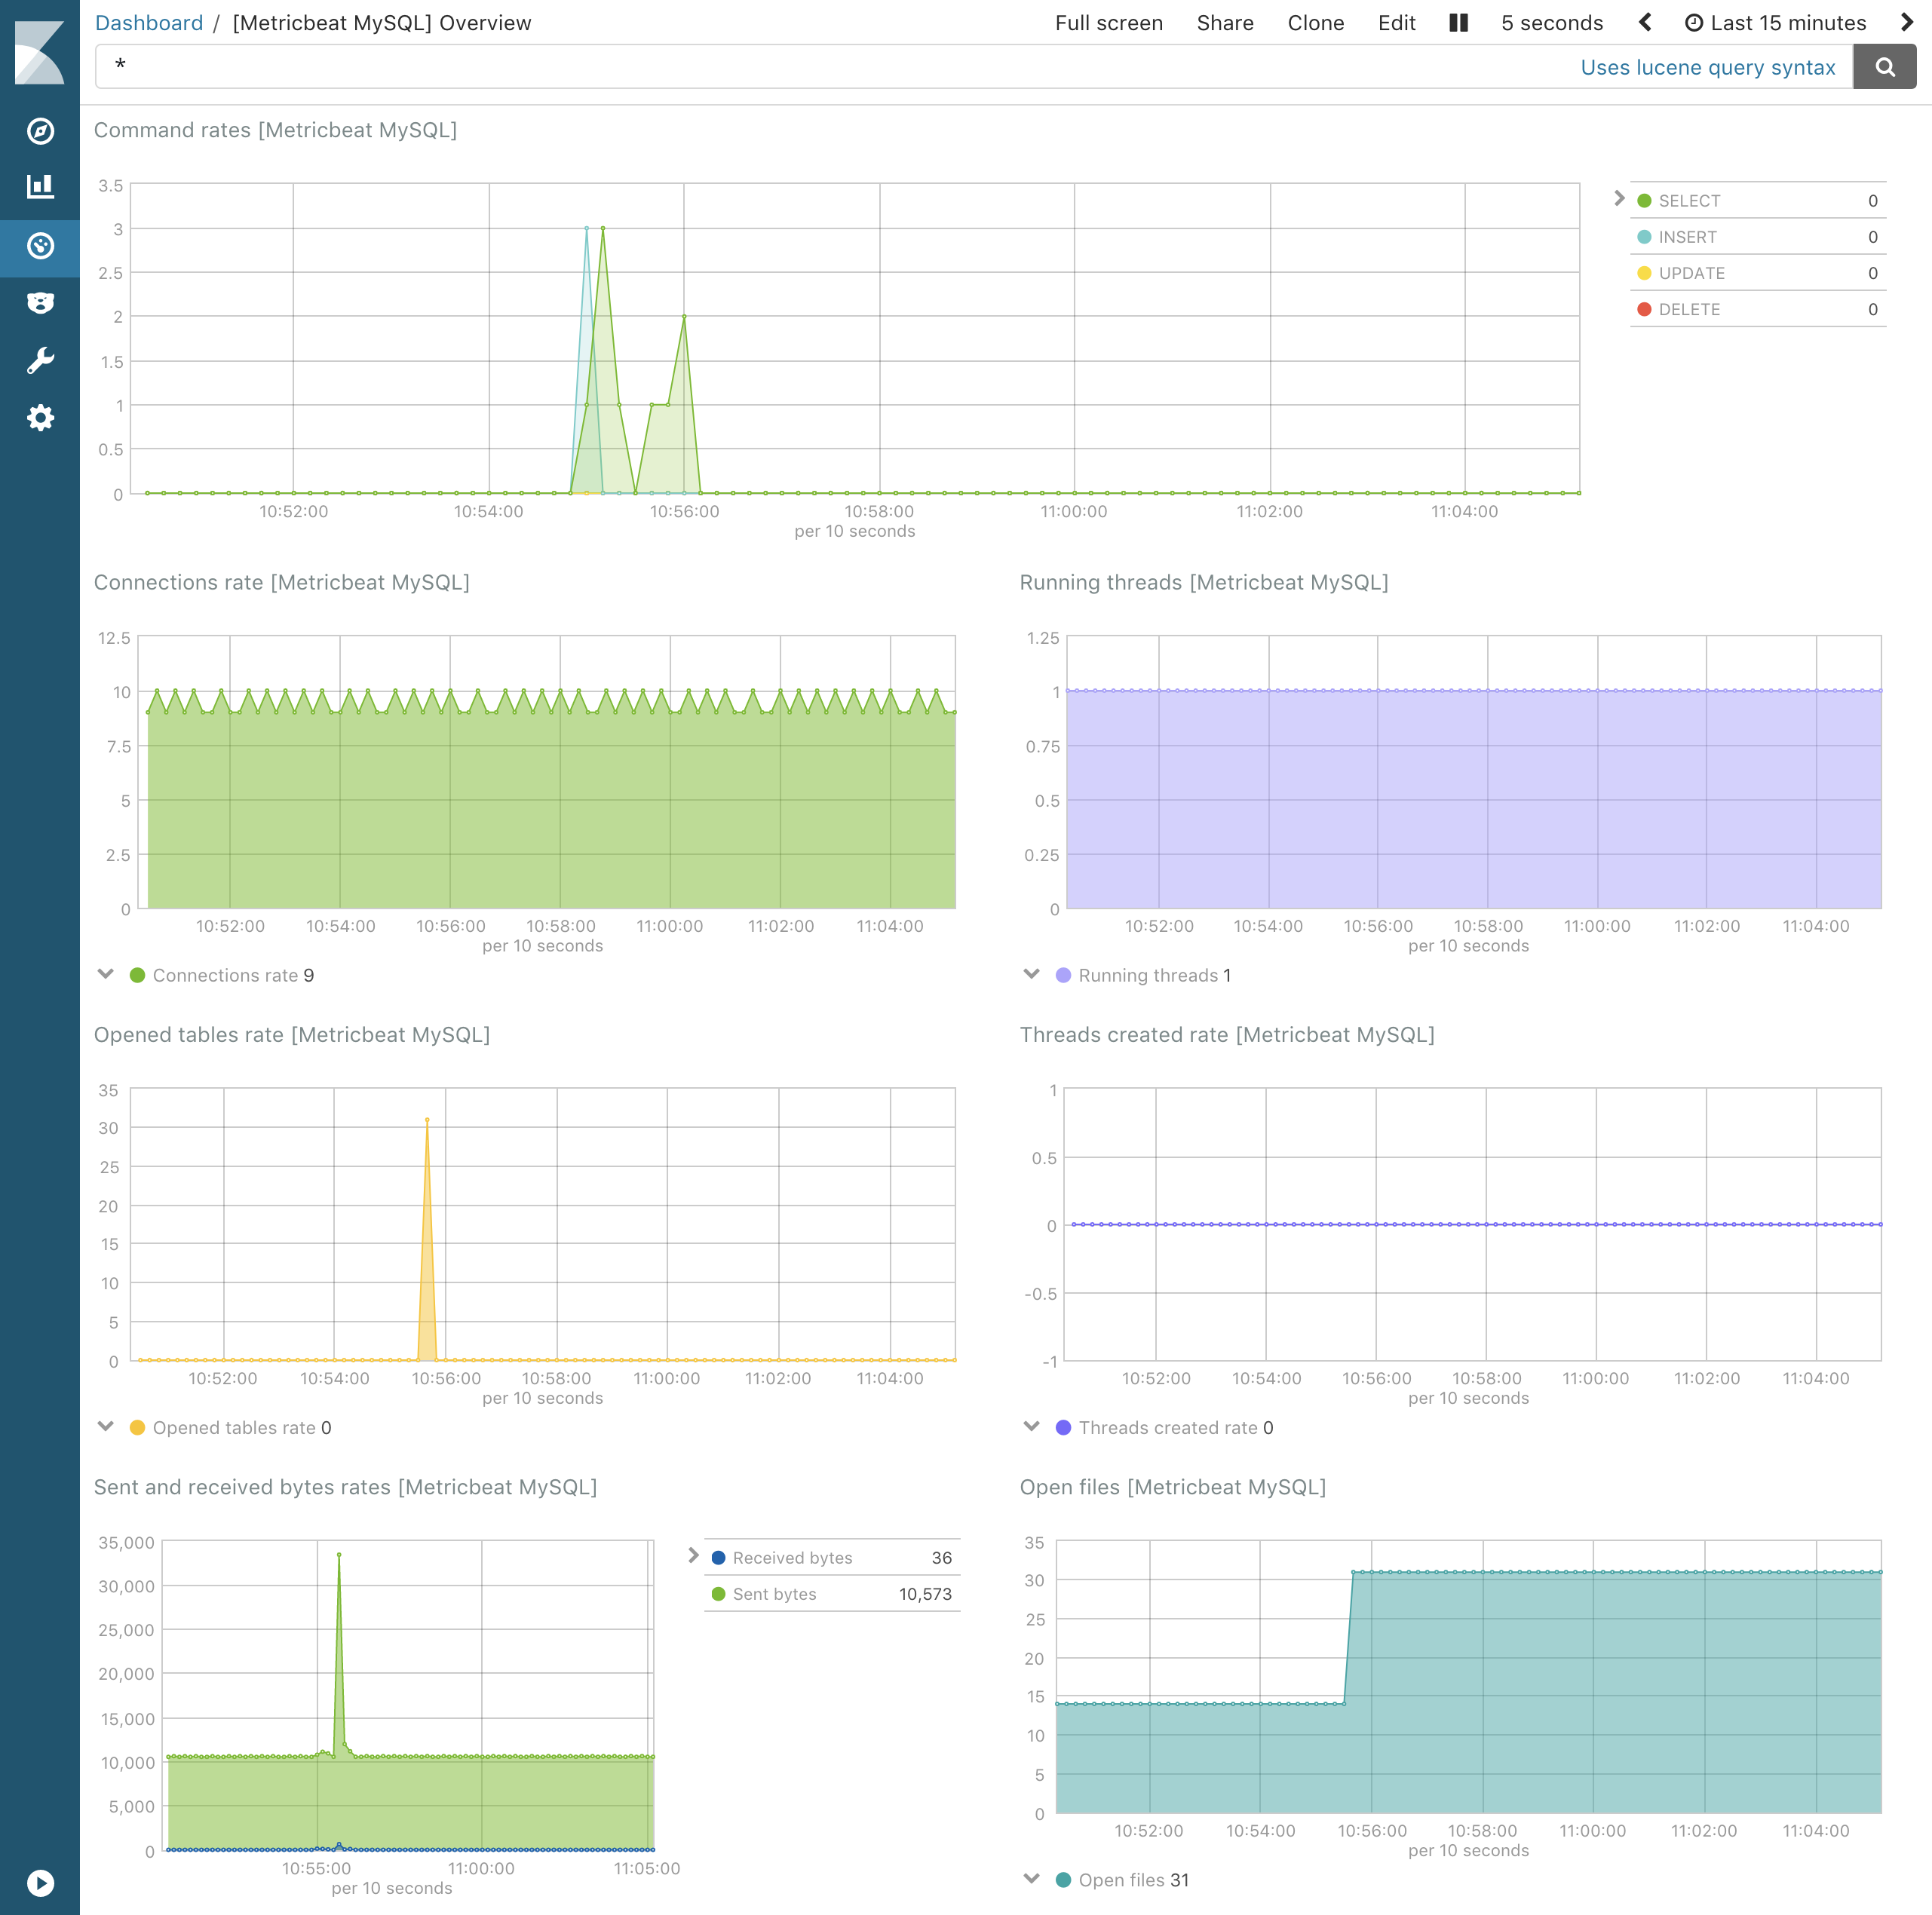 Dashboard / [Metricbeat MySQL] Overview
Full screen Share Clone Edit 5 seconds Last 15 minutes
* Uses lucene query syntax
Command rates [Metricbeat MySQL]
3.5
3
2.5
2
1.5
1
0.5
0
10:52:00 10:54:00 10:56:00 10:58:00 11:00:00 11:02:00 11:04:00
per 10 seconds
SELECT 0
INSERT 0
UPDATE 0
DELETE 0
Connections rate [Metricbeat MySQL]
12.5
10
7.5
5
2.5
0
10:52:00 10:54:00 10:56:00 10:58:00 11:00:00 11:02:00 11:04:00
per 10 seconds
Connections rate 9
Running threads [Metricbeat MySQL]
1.25
1
0.75
0.5
0.25
0
10:52:00 10:54:00 10:56:00 10:58:00 11:00:00 11:02:00 11:04:00
per 10 seconds
Running threads 1
Opened tables rate [Metricbeat MySQL]
35
30
25
20
15
10
5
0
10:52:00 10:54:00 10:56:00 10:58:00 11:00:00 11:02:00 11:04:00
per 10 seconds
Opened tables rate 0
Threads created rate [Metricbeat MySQL]
1
0.5
0
-0.5
-1
10:52:00 10:54:00 10:56:00 10:58:00 11:00:00 11:02:00 11:04:00
per 10 seconds
Threads created rate 0
Sent and received bytes rates [Metricbeat MySQL]
35,000
30,000
25,000
20,000
15,000
10,000
5,000
0
10:55:00 11:00:00 11:05:00
per 10 seconds
Received bytes 36
Sent bytes 10,573
Open files [Metricbeat MySQL]
35
30
25
20
15
10
5
0
10:52:00 10:54:00 10:56:00 10:58:00 11:00:00 11:02:00 11:04:00
per 10 seconds
Open files 31